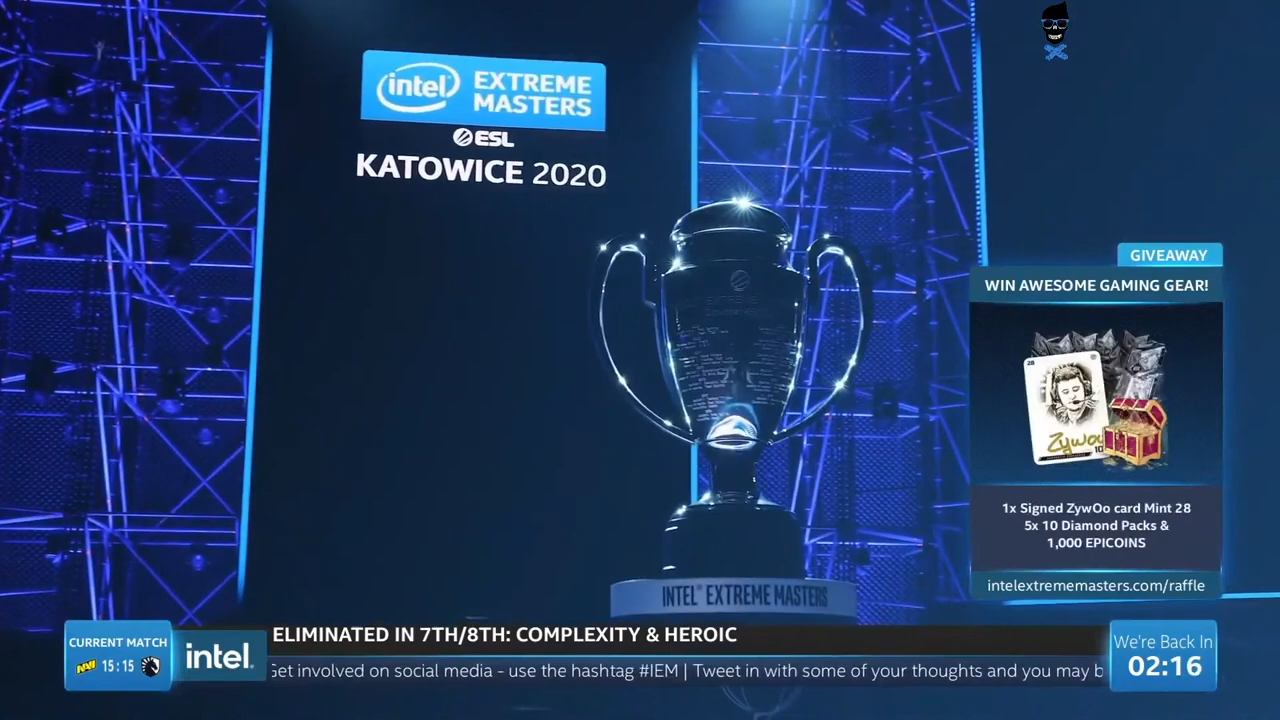 intel
EXTREME
MASTERS
ESL
KATOWICE 2020
EXTREME
INTEL® EXTREME MASTERS
GIVEAWAY
WIN AWESOME GAMING GEAR!
28
ZywOo
10
1x Signed ZywOo card Mint 28
5x 10 Diamond Packs &
1,000 EPICOINS
intelextrememasters.com/raffle
CURRENT MATCH
15:15
intel.
ELIMINATED IN 7TH/8TH: COMPLEXITY & HEROIC
Get involved on social media - use the hashtag #IEM | Tweet in with some of your thoughts and you may b
We're Back In
02:16